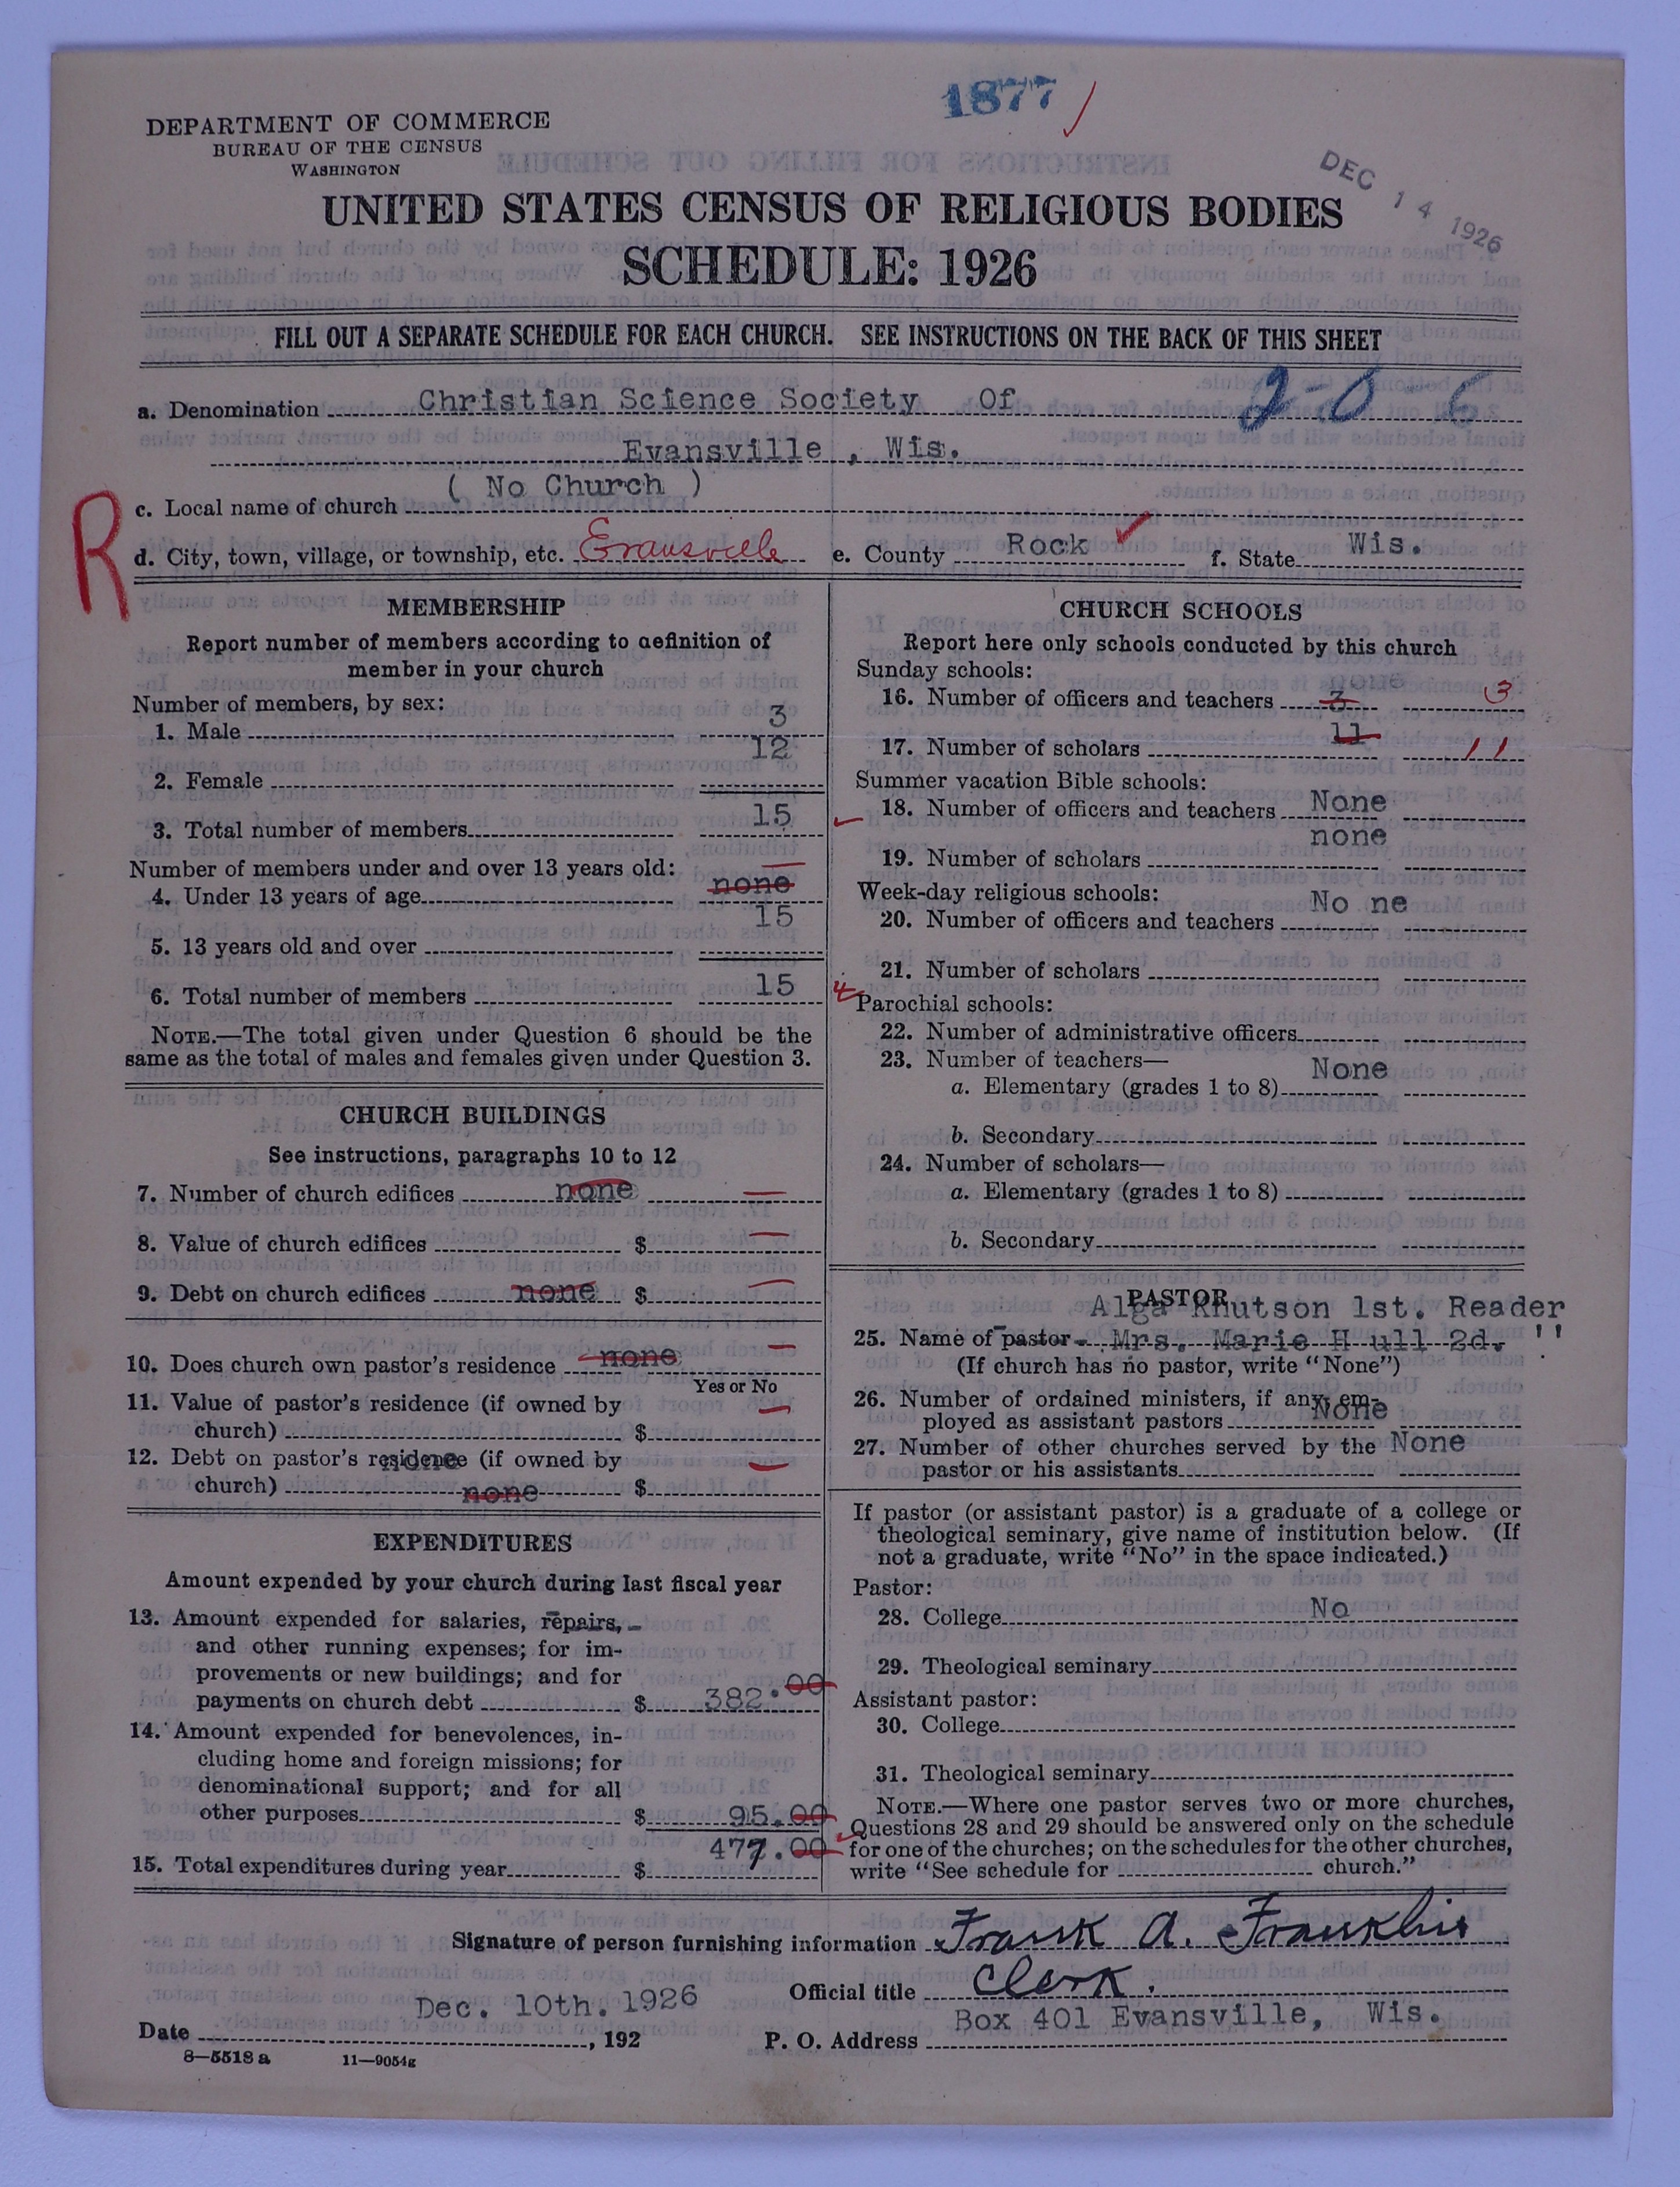 1877
DEPARTMENT OF COMMERCE
BUREAU OF THE CENSUS
WASHINGTON
DEC 14 1926
UNITED STATES CENSUS OF RELIGIOUS BODIES
SCHEDULE: 1926
FILL OUT A SEPARATE SCHEDULE FOR EACH CHURCH. SEE INSTRUCTIONS ON THE BACK OF THIS SHEET
a. Denomination Christian Science Society Of 2-0-6
Evansville , Wis.
( No Church )
c. Local name of church
R
d. City, town, village, or township, etc. Evansville e. County Rock f. State Wis.
MEMBERSHIP
Report number of members according to definition of
member in your church
Number of members, by sex:
1. Male 3
2. Female 12
3. Total number of members 15
Number of members under and over 13 years old:
4. Under 13 years of age none
5. 13 years old and over 15
6. Total number of members 15
NOTE.—The total given under Question 6 should be the
same as the total of males and females given under Question 3.
CHURCH BUILDINGS
See instructions, paragraphs 10 to 12
7. Number of church edifices none
8. Value of church edifices $
9. Debt on church edifices none $
10. Does church own pastor's residence none
Yes or No
11. Value of pastor's residence (if owned by
church) $
12. Debt on pastor's residence (if owned by
none
church) none $
EXPENDITURES
Amount expended by your church during last fiscal year
13. Amount expended for salaries, repairs,
and other running expenses; for im-
provements or new buildings; and for
payments on church debt $ 382.00
14. Amount expended for benevolences, in-
cluding home and foreign missions; for
denominational support; and for all
other purposes $ 95.00
15. Total expenditures during year $ 477.00
CHURCH SCHOOLS
Report here only schools conducted by this church
Sunday schools:
none
16. Number of officers and teachers 3 3
17. Number of scholars 11 11
Summer vacation Bible schools:
18. Number of officers and teachers None
19. Number of scholars none
Week-day religious schools:
20. Number of officers and teachers No ne
21. Number of scholars
Parochial schools:
22. Number of administrative officers
23. Number of teachers—
a. Elementary (grades 1 to 8) None
b. Secondary
24. Number of scholars—
a. Elementary (grades 1 to 8)
b. Secondary
PASTOR
Alga Knutson 1st. Reader
25. Name of pastor Mrs. Marie H ull 2d. ''
(If church has no pastor, write "None")
26. Number of ordained ministers, if any, em-
ployed as assistant pastors None
27. Number of other churches served by the None
pastor or his assistants
If pastor (or assistant pastor) is a graduate of a college or
theological seminary, give name of institution below. (If
not a graduate, write "No" in the space indicated.)
Pastor:
28. College No
29. Theological seminary
Assistant pastor:
30. College
31. Theological seminary
NOTE.—Where one pastor serves two or more churches,
Questions 28 and 29 should be answered only on the schedule
for one of the churches; on the schedules for the other churches,
write "See schedule for church."
Signature of person furnishing information Frank A. Franklin
Official title Clerk.
Date Dec. 10th. 1926 , 192
P. O. Address Box 401 Evansville, Wis.
8—5518 a 11—9054g